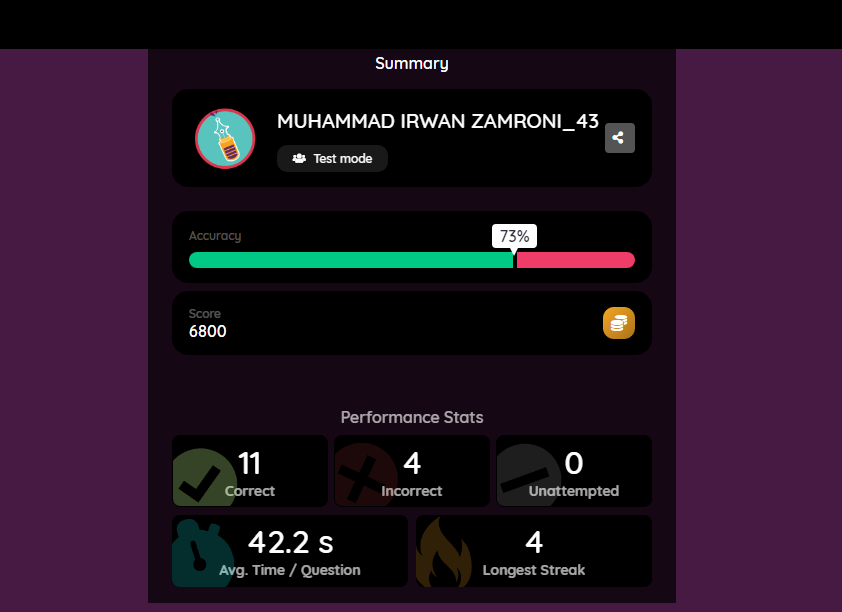 Summary
MUHAMMAD IRWAN ZAMRONI_43
Test mode
73%
Accuracy
Score
6800
Performance Stats
11
Correct
4
Incorrect
0
Unattempted
42.2 s
Avg. Time / Question
4
Longest Streak